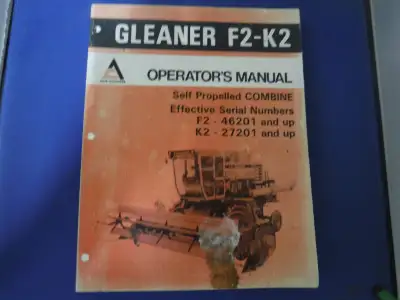 GLEANER F2-K2
OPERATOR'S MANUAL
Self Propelled COMBINE
Effective Serial Numbers
F2 - 46201 and up
K2 - 27201 and up